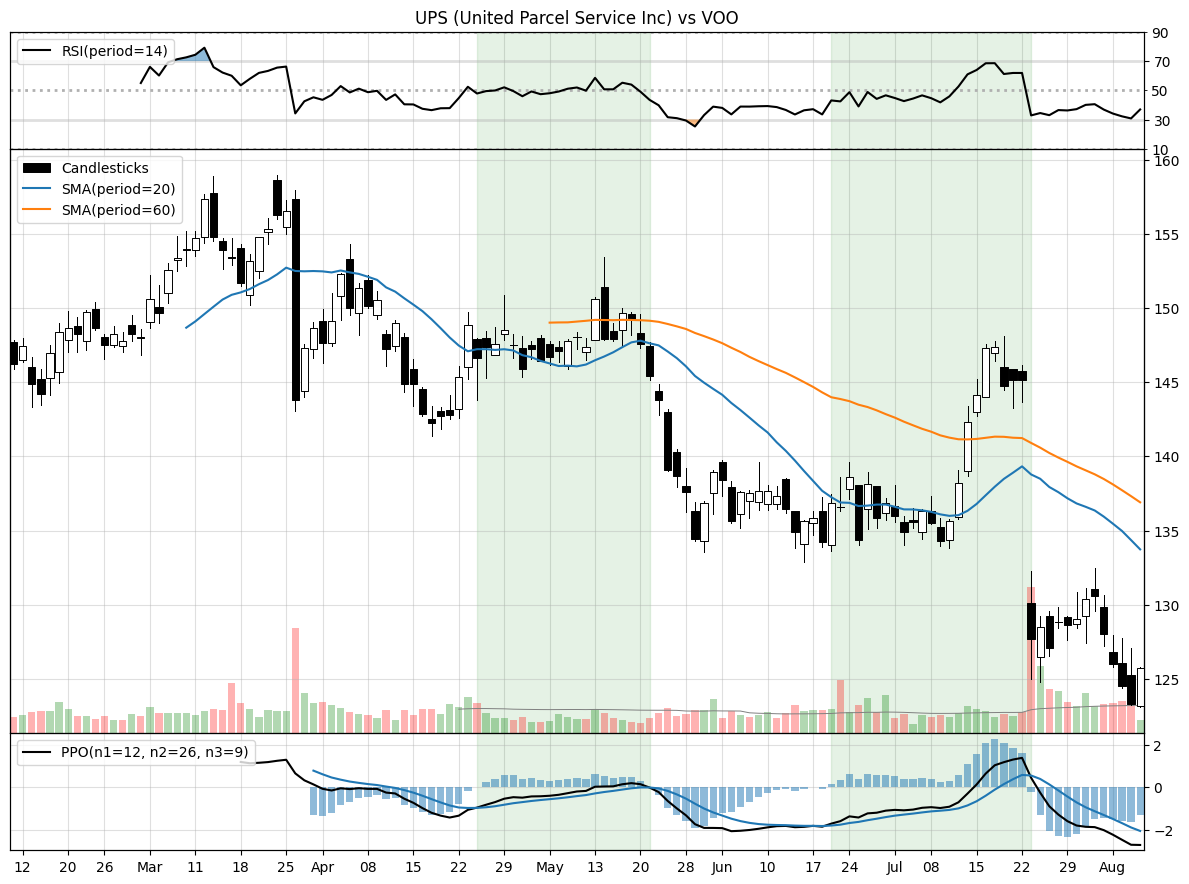 UPS (United Parcel Service Inc) vs VOO
RSI(period=14)
90
70
50
30
10
Candlesticks
SMA(period=20)
SMA(period=60)
160
155
150
145
140
135
130
125
PPO(n1=12, n2=26, n3=9)
2
0
−2
12 20 26 Mar 11 18 25 Apr 08 15 22 29 May 13 20 28 Jun 10 17 24 Jul 08 15 22 29 Aug